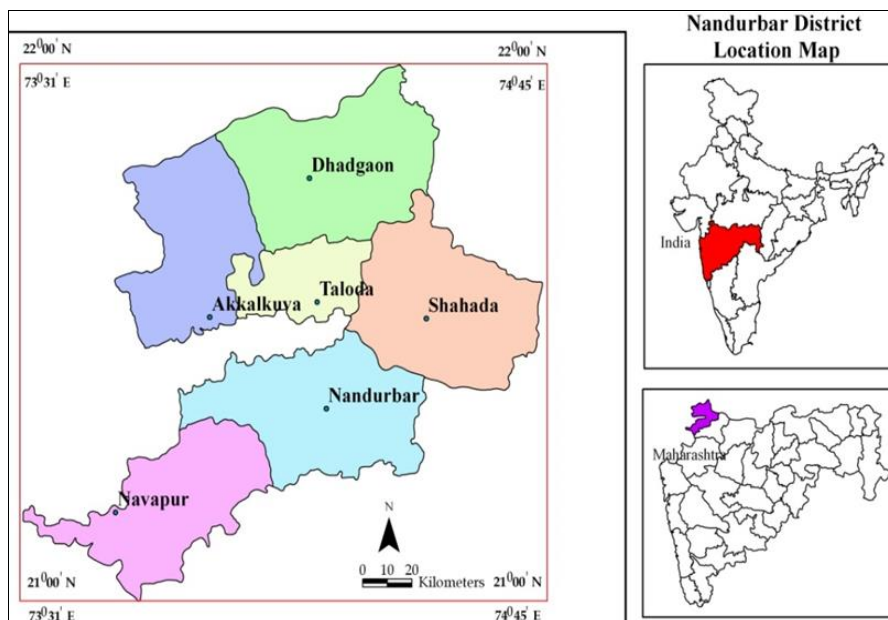 Nandurbar District
Location Map
22⁰00' N
22⁰00' N
73⁰31' E
74⁰45' E
Dhadgaon
Akkalkuva
Taloda
Shahada
Nandurbar
Navapur
N
0 10 20
Kilometers
21⁰00' N
21⁰00' N
73⁰31' E
74⁰45' E
India
Maharashtra